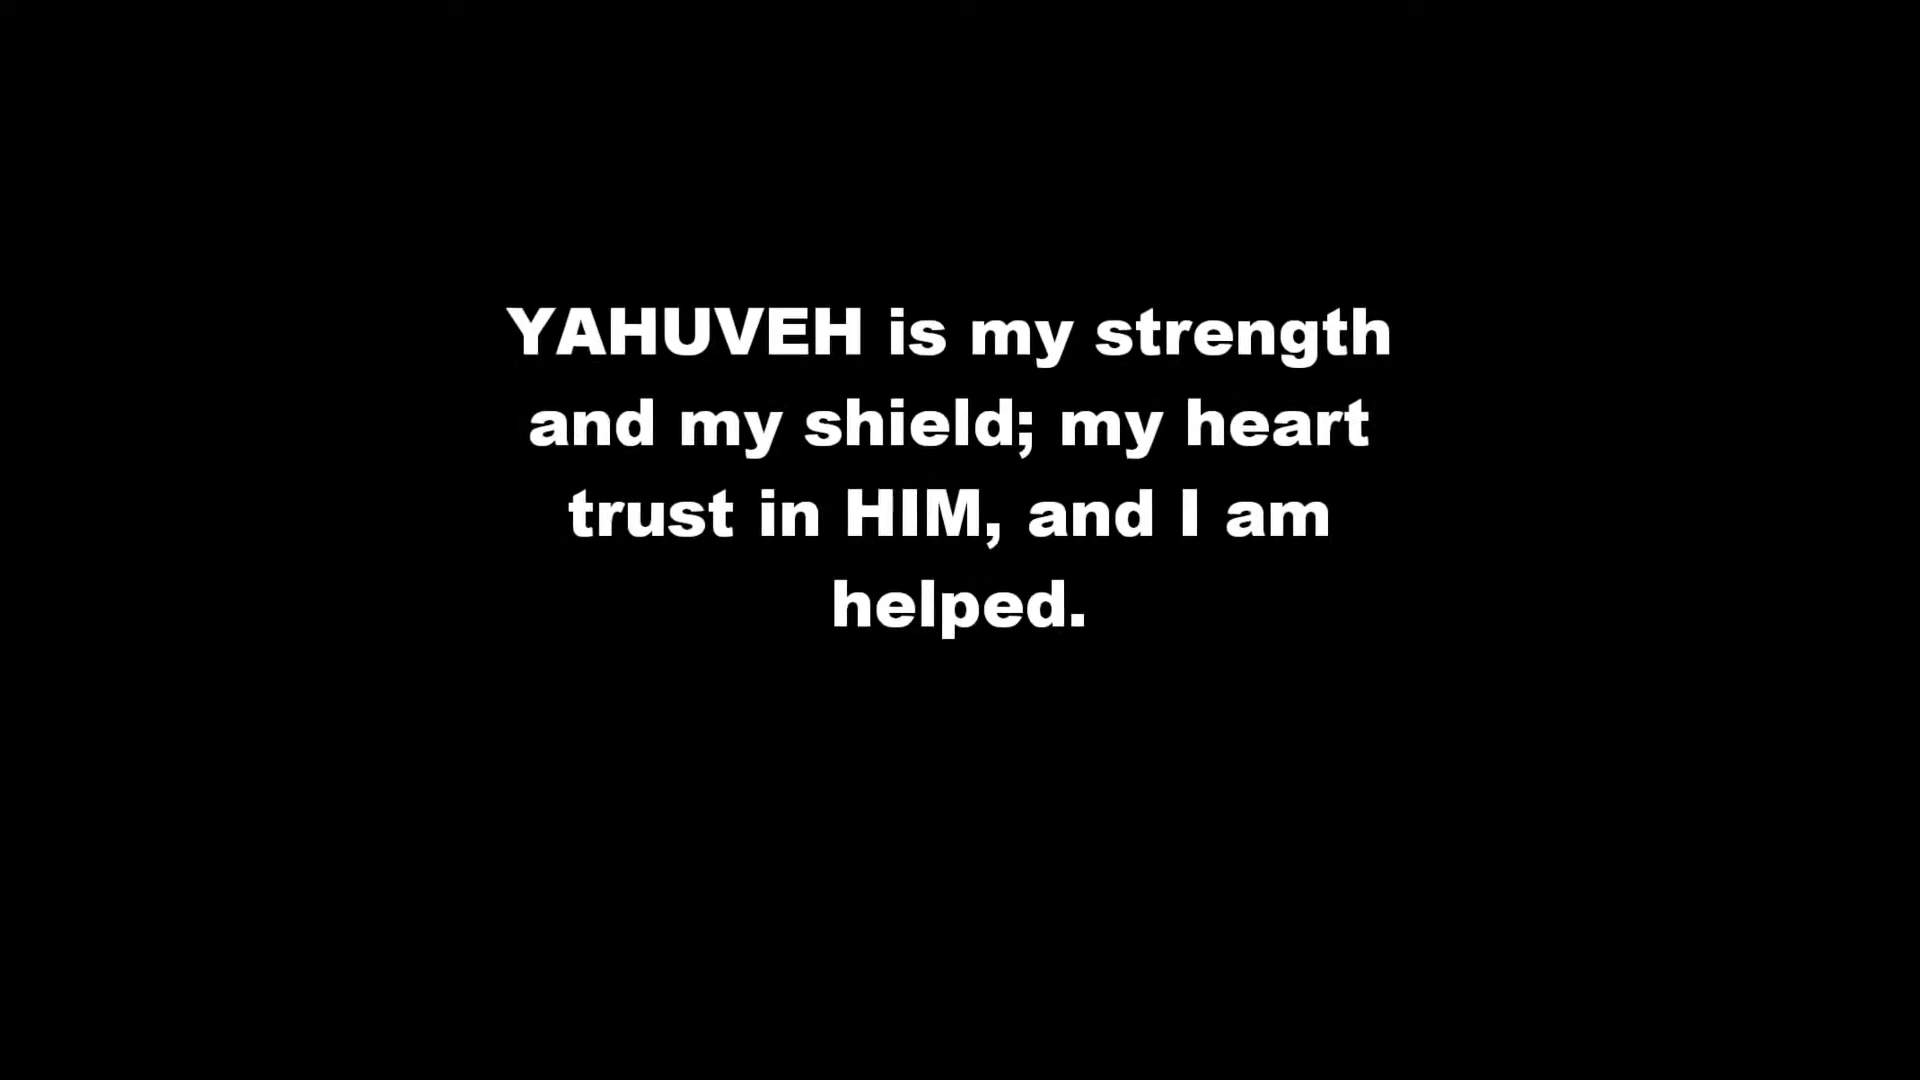 YAHUVEH is my strength
and my shield; my heart
trust in HIM, and I am
helped.